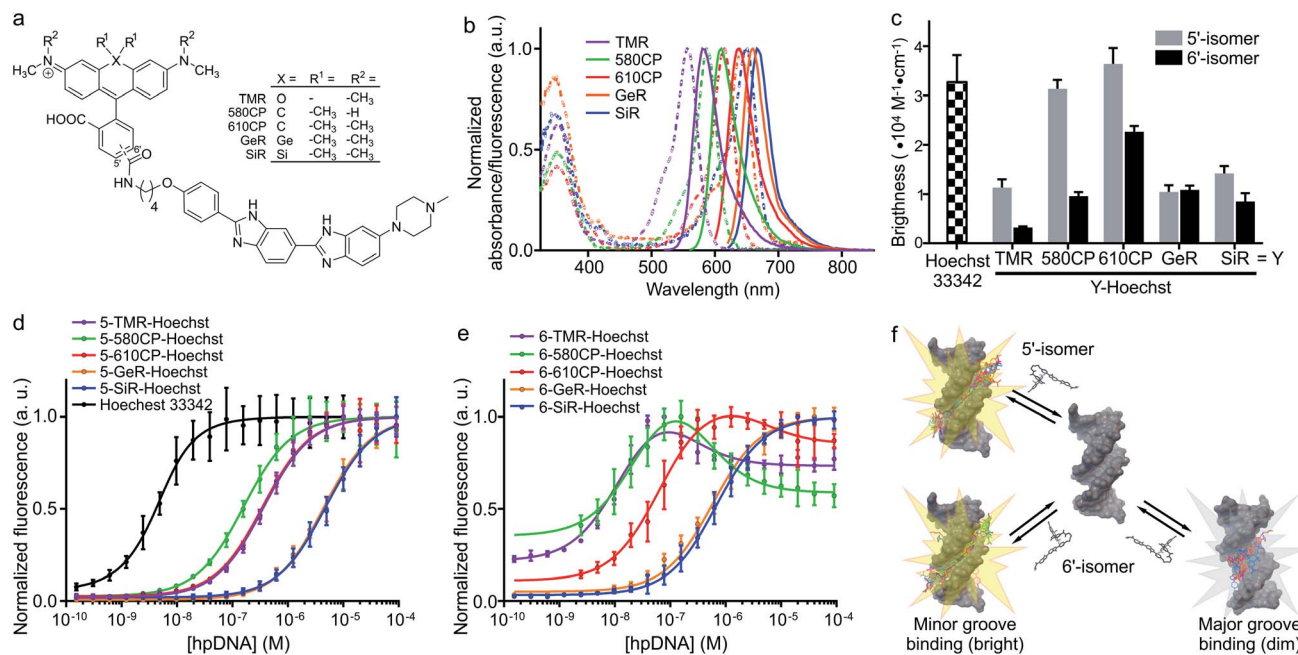 a
R² R¹ R¹ R²
H₃C N X N CH₃
HOOC
5' 6'
O
HN
4
O
H
N
N
H
N
N
N
N
X = R¹ = R² =
TMR O - -CH₃
580CP C -CH₃ -H
610CP C -CH₃ -CH₃
GeR Ge -CH₃ -CH₃
SiR Si -CH₃ -CH₃
b
Normalized
absorbance/fluorescence (a.u.)
1.0
0.5
0.0
TMR
580CP
610CP
GeR
SiR
400 500 600 700 800
Wavelength (nm)
c
Brigthness ( •10⁴ M⁻¹•cm⁻¹)
4
3
2
1
0
5'-isomer
6'-isomer
Hoechst
33342
TMR 580CP 610CP GeR SiR = Y
Y-Hoechst
d
5-TMR-Hoechst
5-580CP-Hoechst
5-610CP-Hoechst
5-GeR-Hoechst
5-SiR-Hoechst
Hoechest 33342
Normalized fluorescence (a. u.)
1.0
0.5
0.0
10⁻¹⁰ 10⁻⁹ 10⁻⁸ 10⁻⁷ 10⁻⁶ 10⁻⁵ 10⁻⁴
[hpDNA] (M)
e
6-TMR-Hoechst
6-580CP-Hoechst
6-610CP-Hoechst
6-GeR-Hoechst
6-SiR-Hoechst
Normalized fluorescence (a. u.)
1.0
0.5
0.0
10⁻¹⁰ 10⁻⁹ 10⁻⁸ 10⁻⁷ 10⁻⁶ 10⁻⁵ 10⁻⁴
[hpDNA] (M)
f
5'-isomer
6'-isomer
Minor groove
binding (bright)
Major groove
binding (dim)